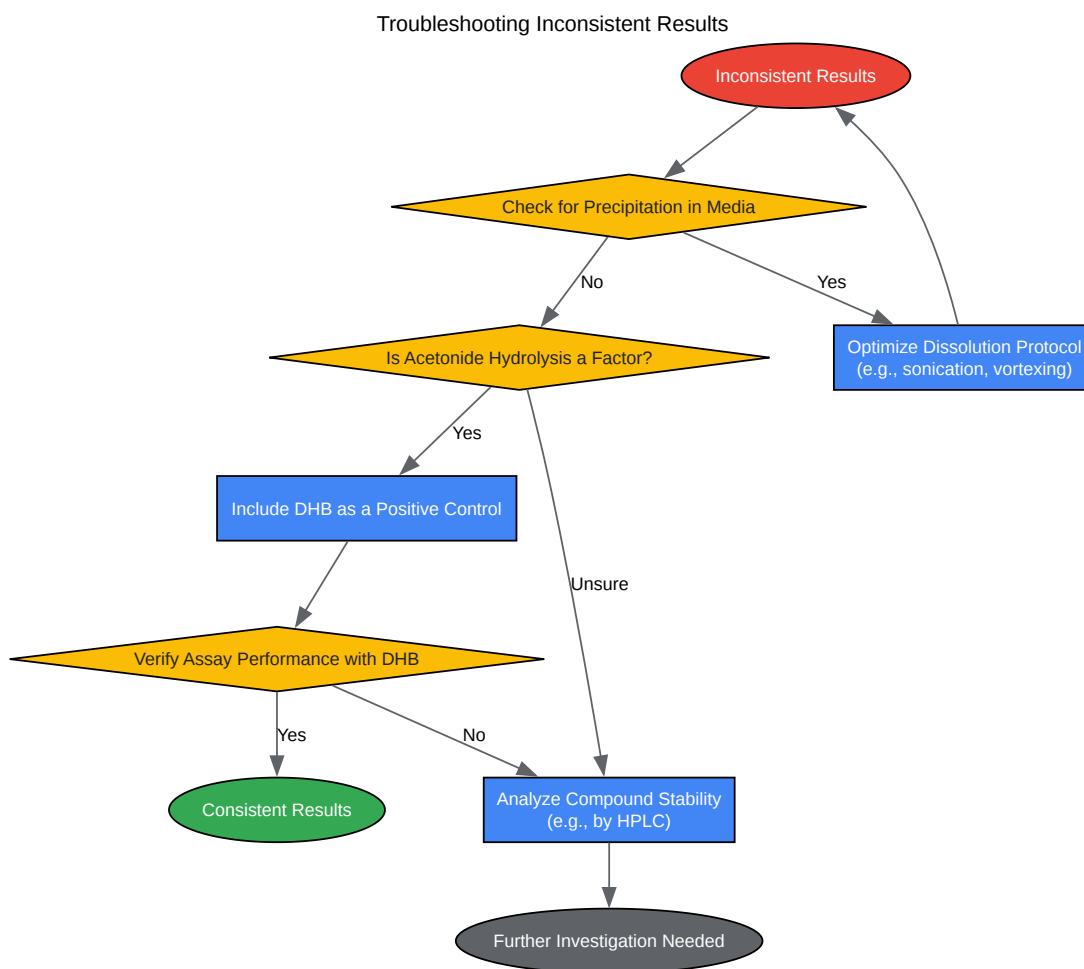 Troubleshooting Inconsistent Results
Inconsistent Results
Check for Precipitation in Media
No
Yes
Is Acetonide Hydrolysis a Factor?
Optimize Dissolution Protocol
(e.g., sonication, vortexing)
Yes
Include DHB as a Positive Control
Unsure
Verify Assay Performance with DHB
Yes
No
Consistent Results
Analyze Compound Stability
(e.g., by HPLC)
Further Investigation Needed